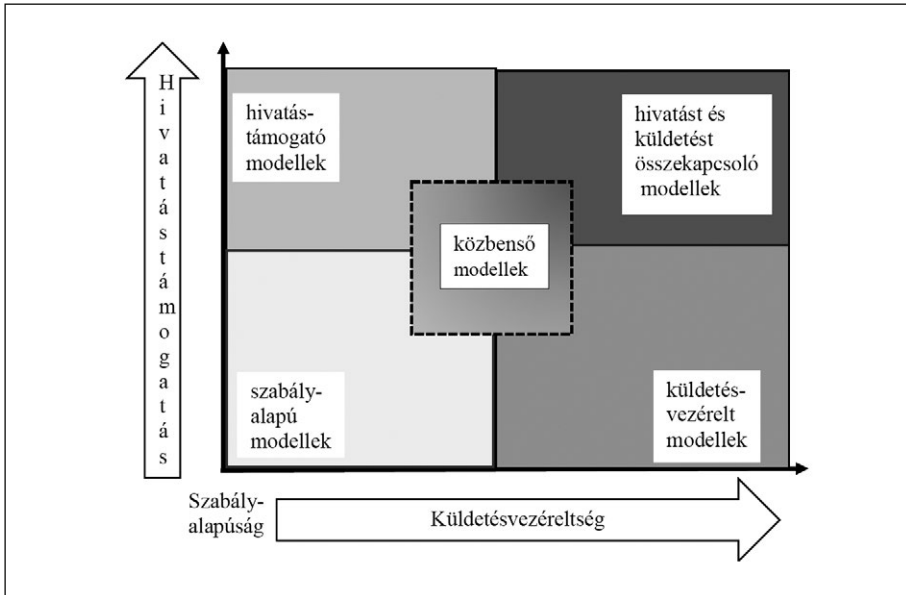 Hivatástámogatás
hivatás-
támogató
modellek
hivatást és
küldetést
összekapcsoló
modellek
közbenső
modellek
szabály-
alapú
modellek
küldetés-
vezérelt
modellek
Szabály-
alapúság
Küldetésvezéreltség